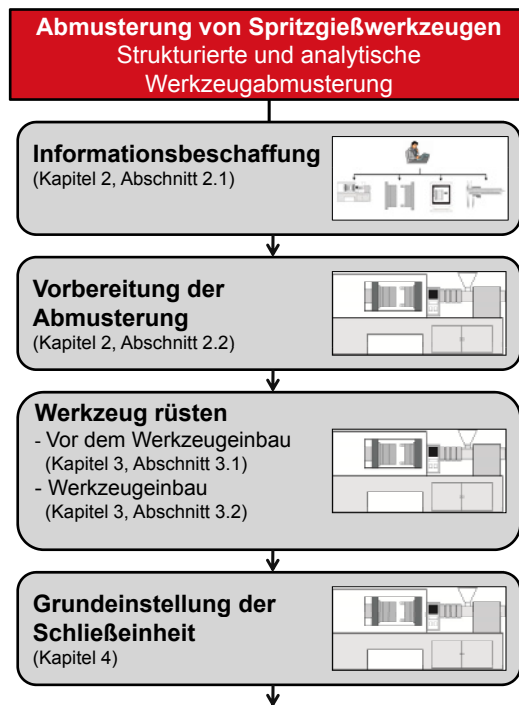 Abmusterung von Spritzgießwerkzeugen
Strukturierte und analytische
Werkzeugabmusterung
Informationsbeschaffung
(Kapitel 2, Abschnitt 2.1)
Vorbereitung der
Abmusterung
(Kapitel 2, Abschnitt 2.2)
Werkzeug rüsten
- Vor dem Werkzeugeinbau
(Kapitel 3, Abschnitt 3.1)
- Werkzeugeinbau
(Kapitel 3, Abschnitt 3.2)
Grundeinstellung der
Schließeinheit
(Kapitel 4)